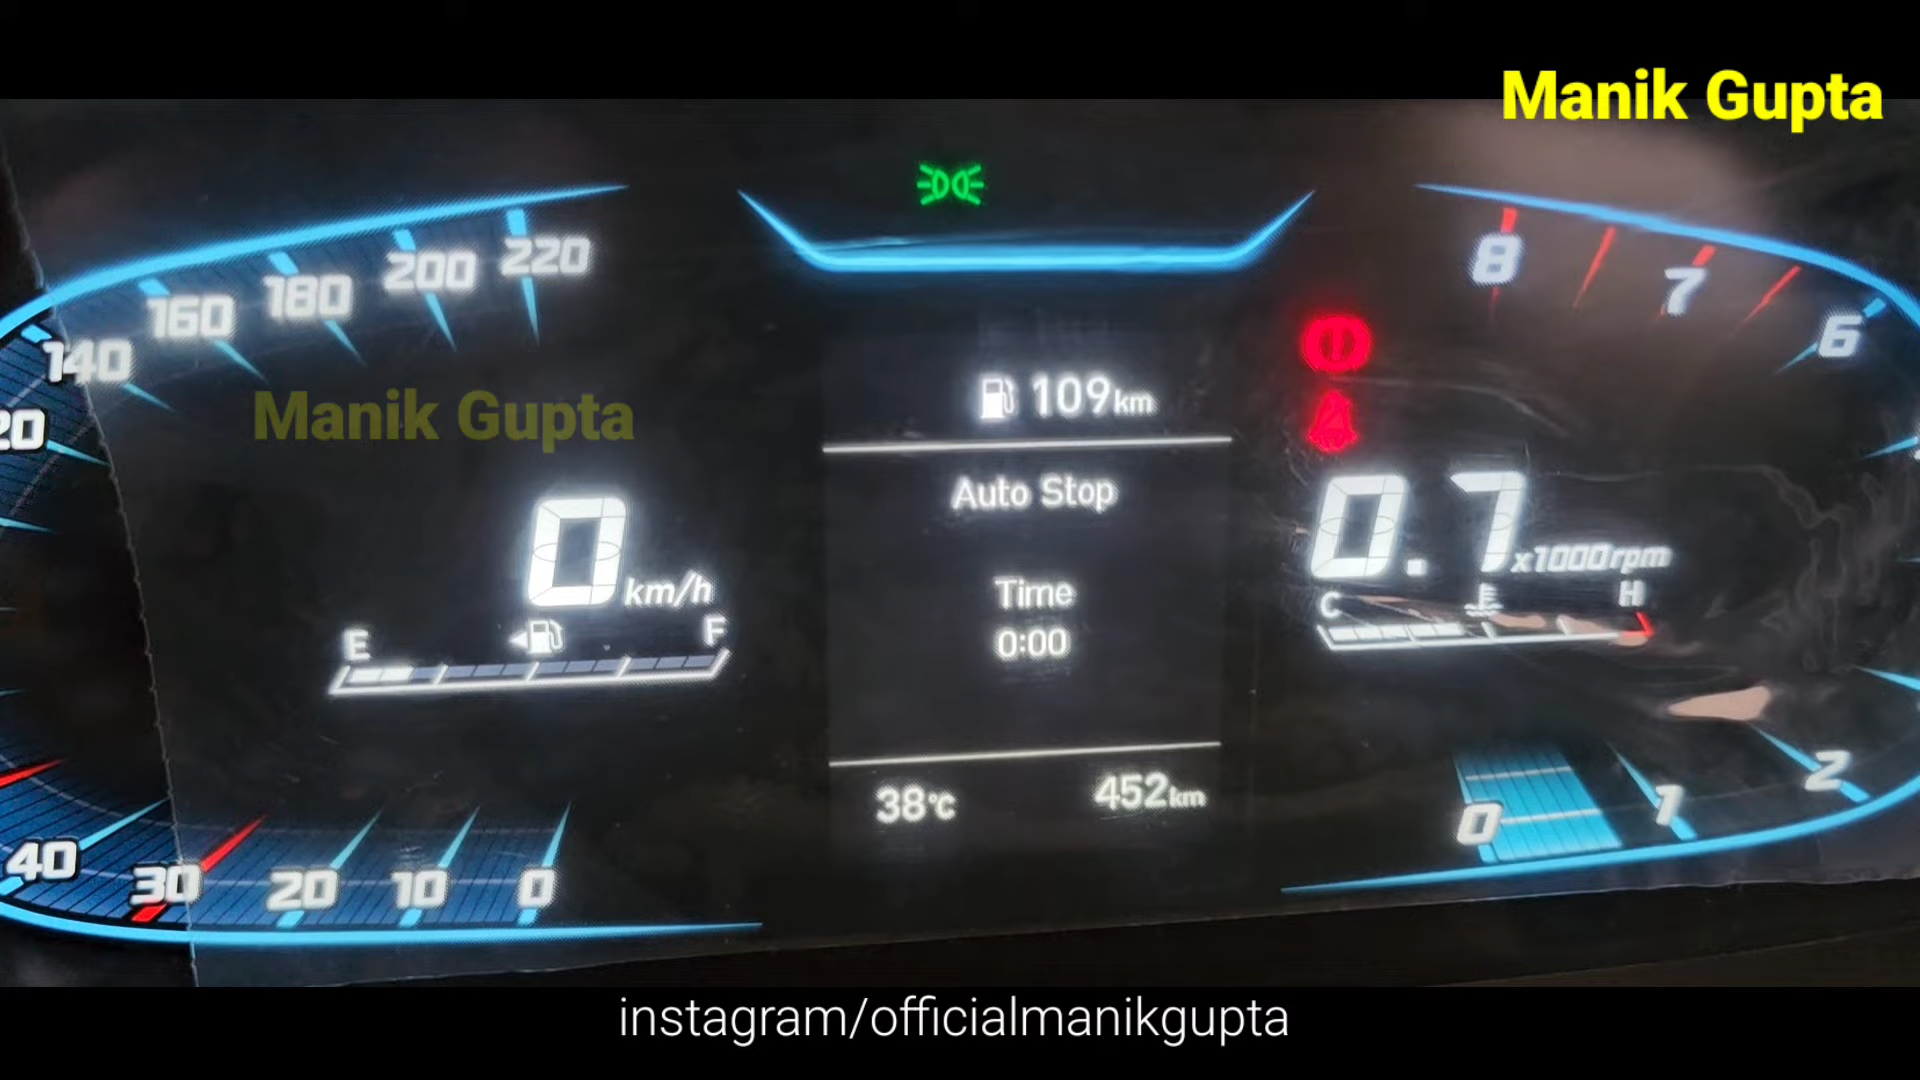 Manik Gupta
140
160
180
200
220
8
7
6
109km
Manik Gupta
20
Auto Stop
0 km/h
0.7 x1000rpm
Time
0:00
E F
C H
38°C
452km
40
30
20
10
0
0
1
2
instagram/officialmanikgupta